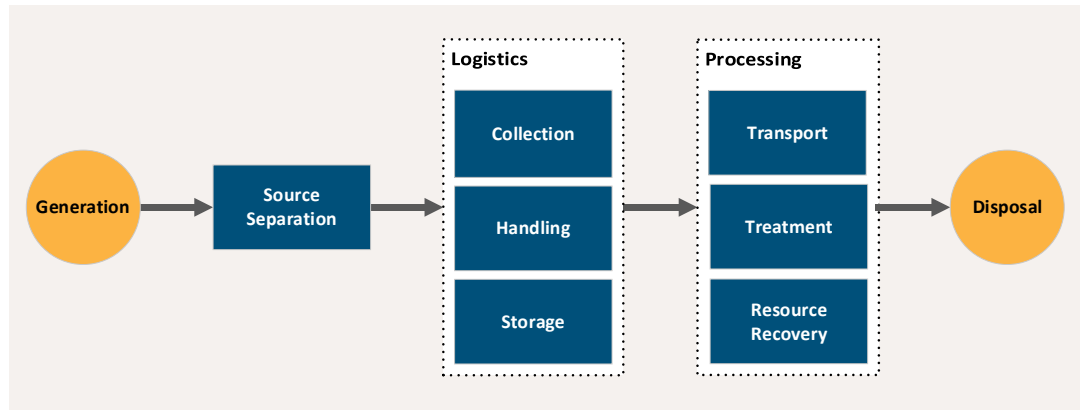 Generation
Source
Separation
Logistics
Collection
Handling
Storage
Processing
Transport
Treatment
Resource
Recovery
Disposal